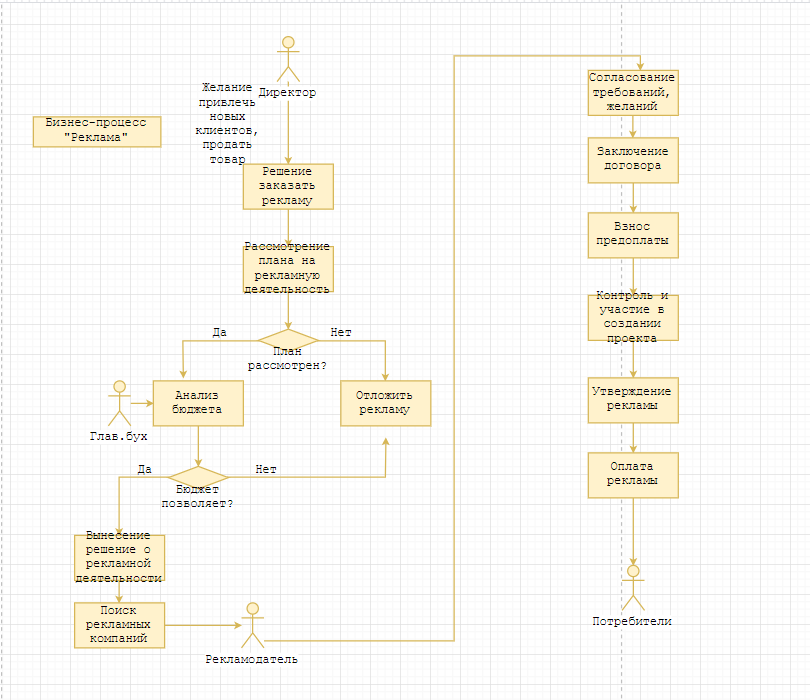 Директор
Желание
привлечь
новых
клиентов,
продать
товар
Бизнес-процесс
"Реклама"
Решение
заказать
рекламу
Рассмотрение
плана на
рекламную
деятельность
Да
Нет
План
рассмотрен?
Анализ
бюджета
Отложить
рекламу
Глав.бух
Да
Нет
Бюджет
позволяет?
Вынесение
решение о
рекламной
деятельности
Поиск
рекламных
компаний
Рекламодатель
Согласование
требований,
желаний
Заключение
договора
Взнос
предоплаты
Контроль и
участие в
создании
проекта
Утверждение
рекламы
Оплата
рекламы
Потребители